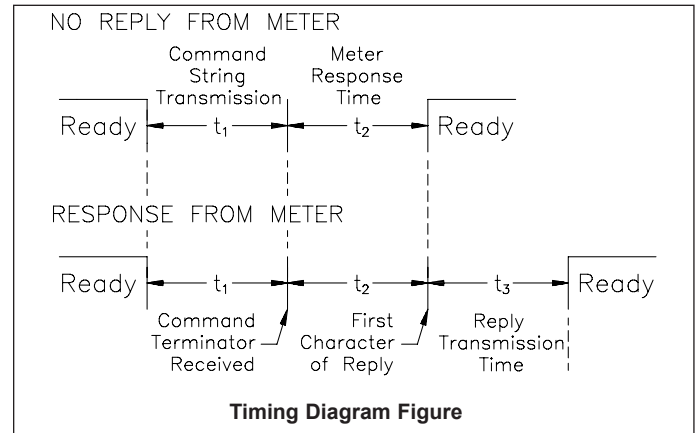 NO REPLY FROM METER
Command
String
Transmission
Meter
Response
Time
Ready t₁ t₂ Ready
RESPONSE FROM METER
Ready t₁ t₂ t₃ Ready
Command
Terminator
Received
First
Character
of Reply
Reply
Transmission
Time
Timing Diagram Figure